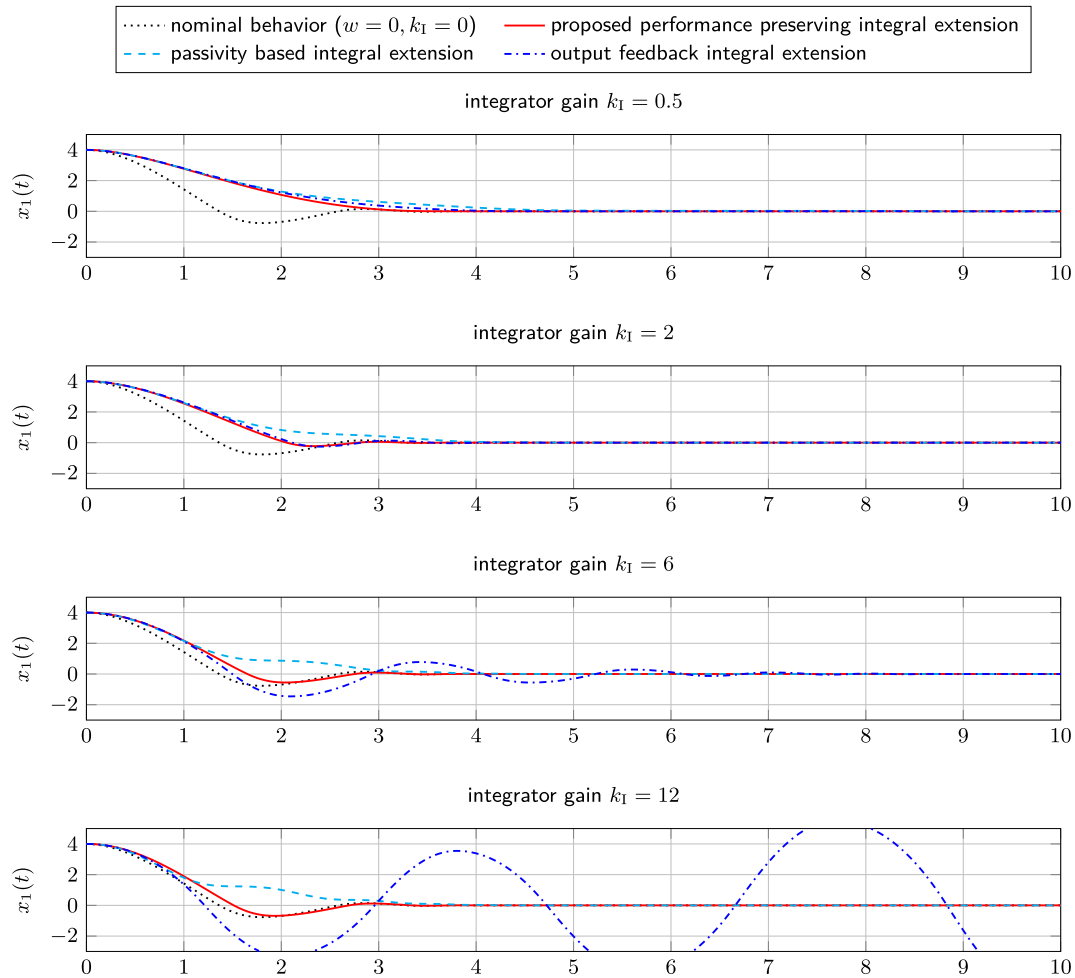 nominal behavior (w = 0, k_I = 0) proposed performance preserving integral extension
passivity based integral extension output feedback integral extension
integrator gain k_I = 0.5
x_1(t)
4
2
0
−2
0 1 2 3 4 5 6 7 8 9 10
integrator gain k_I = 2
x_1(t)
4
2
0
−2
0 1 2 3 4 5 6 7 8 9 10
integrator gain k_I = 6
x_1(t)
4
2
0
−2
0 1 2 3 4 5 6 7 8 9 10
integrator gain k_I = 12
x_1(t)
4
2
0
−2
0 1 2 3 4 5 6 7 8 9 10